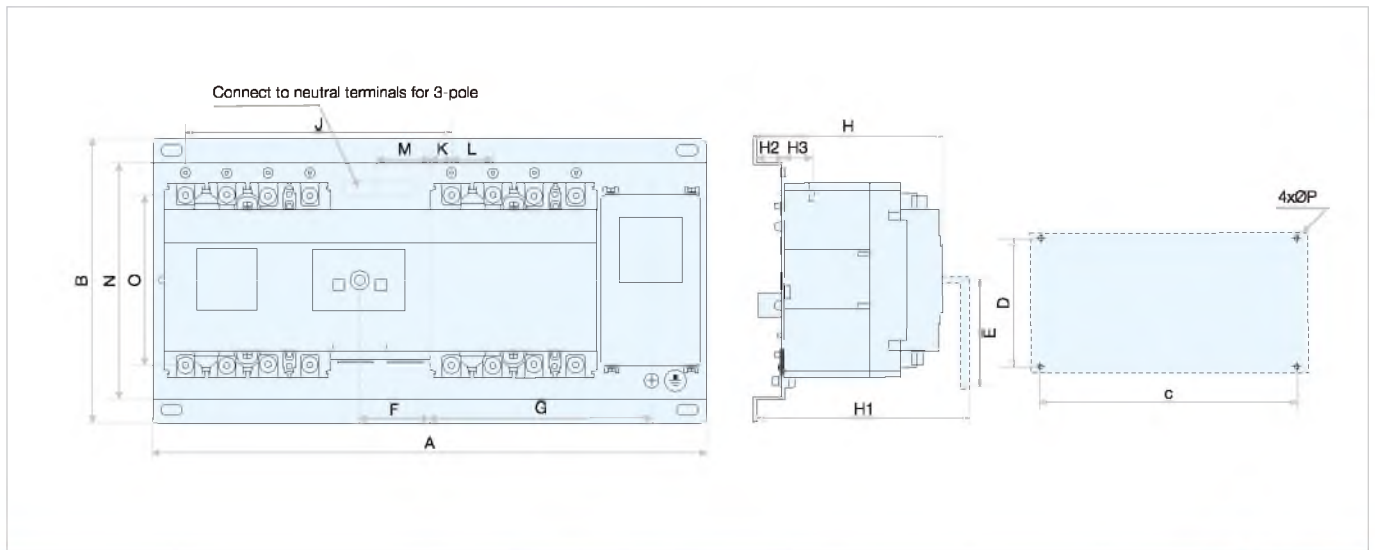 Connect to neutral terminals for 3-pole
J
M K L
B
N
O
F
G
A
H
H2 H3
E
H1
4xØP
D
c